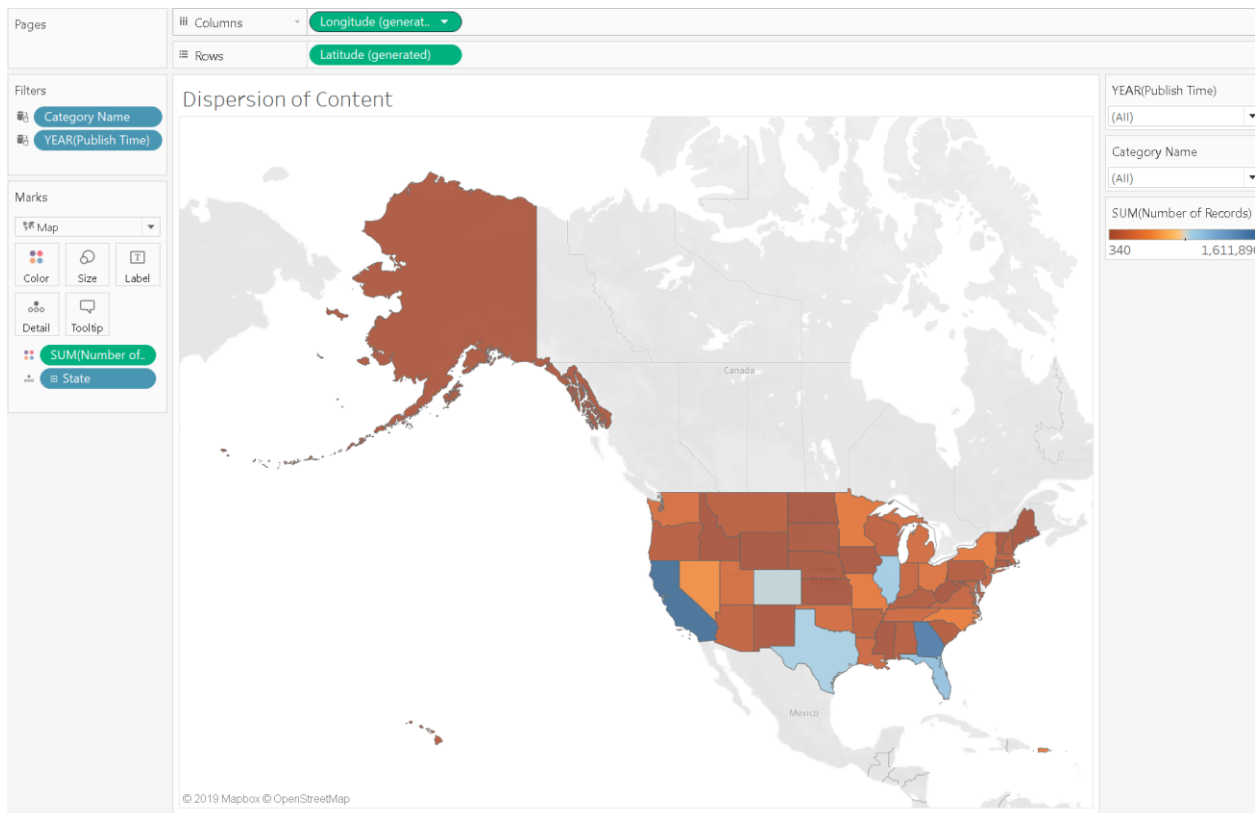 Pages
Columns
Longitude (generat..
Rows
Latitude (generated)
Filters
Category Name
YEAR(Publish Time)
Marks
Map
Color
Size
Label
Detail
Tooltip
SUM(Number of..
State
Dispersion of Content
Canada
United
States
Mexico
© 2019 Mapbox © OpenStreetMap
YEAR(Publish Time)
(All)
Category Name
(All)
SUM(Number of Records)
340 1,611,890